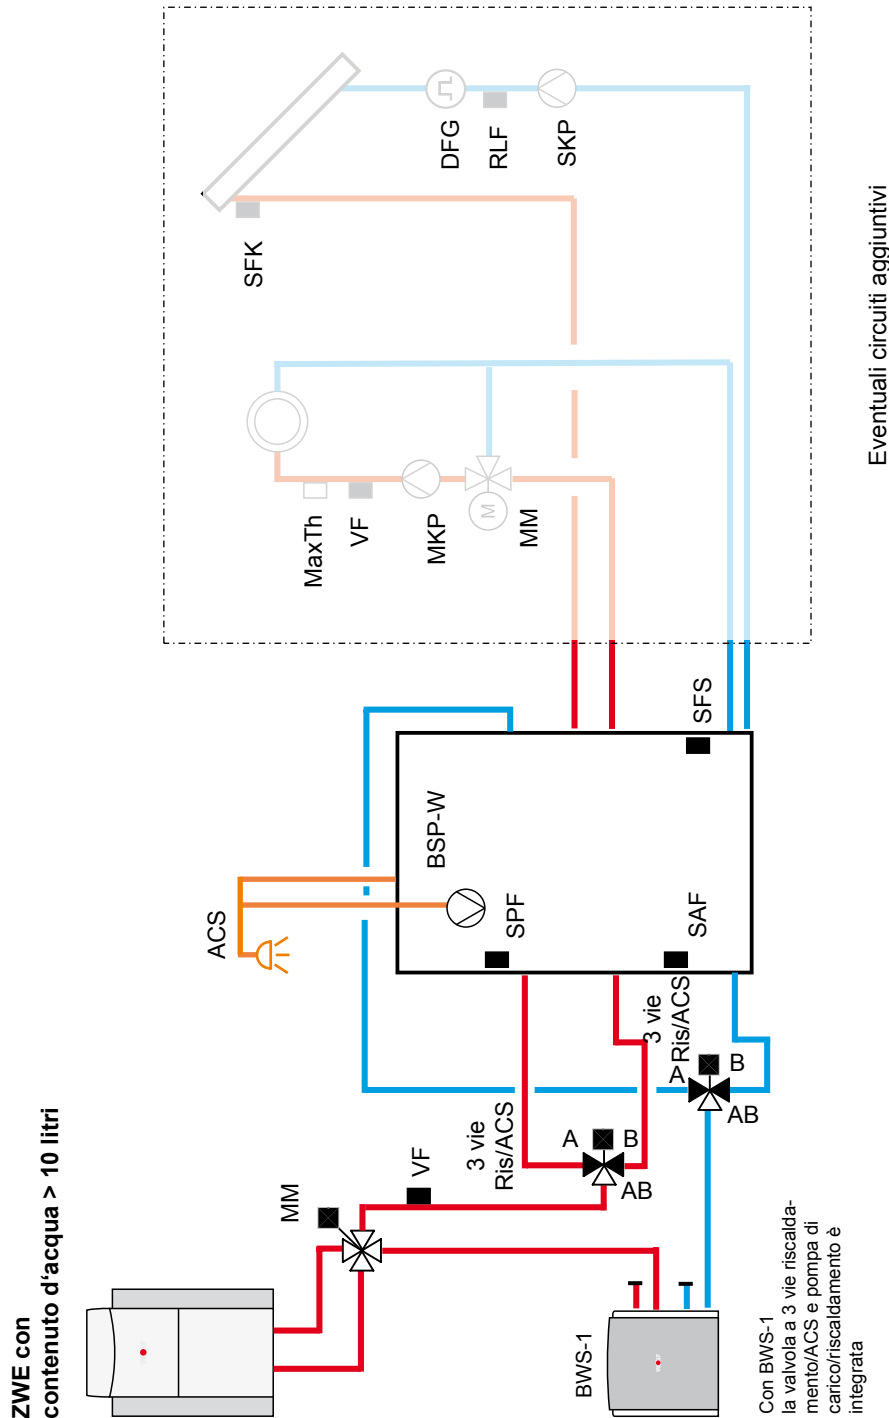 ZWE con
contenuto d'acqua > 10 litri
MM
VF
3 vie
Ris/ACS
A
B
AB
BWS-1
Con BWS-1
la valvola a 3 vie riscalda-
mento/ACS e pompa di
carico/riscaldamento è
integrata
ACS
BSP-W
SPF
SAF
SFS
3 vie
Ris/ACS
A
B
AB
SFK
DFG
RLF
SKP
MaxTh
VF
MKP
MM
M
Eventuali circuiti aggiuntivi